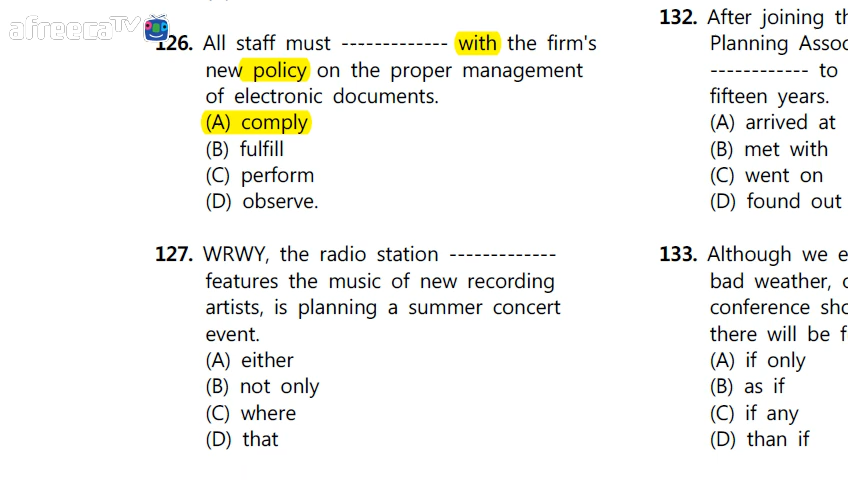 afreecaTV
126. All staff must ------------- with the firm's
new policy on the proper management
of electronic documents.
(A) comply
(B) fulfill
(C) perform
(D) observe.
127. WRWY, the radio station -------------
features the music of new recording
artists, is planning a summer concert
event.
(A) either
(B) not only
(C) where
(D) that
132. After joining
Planning
------------ to
fifteen years.
(A) arrived at
(B) met with
(C) went on
(D) found out
133. Although we
bad weather,
conference
there will be
(A) if only
(B) as if
(C) if any
(D) than if